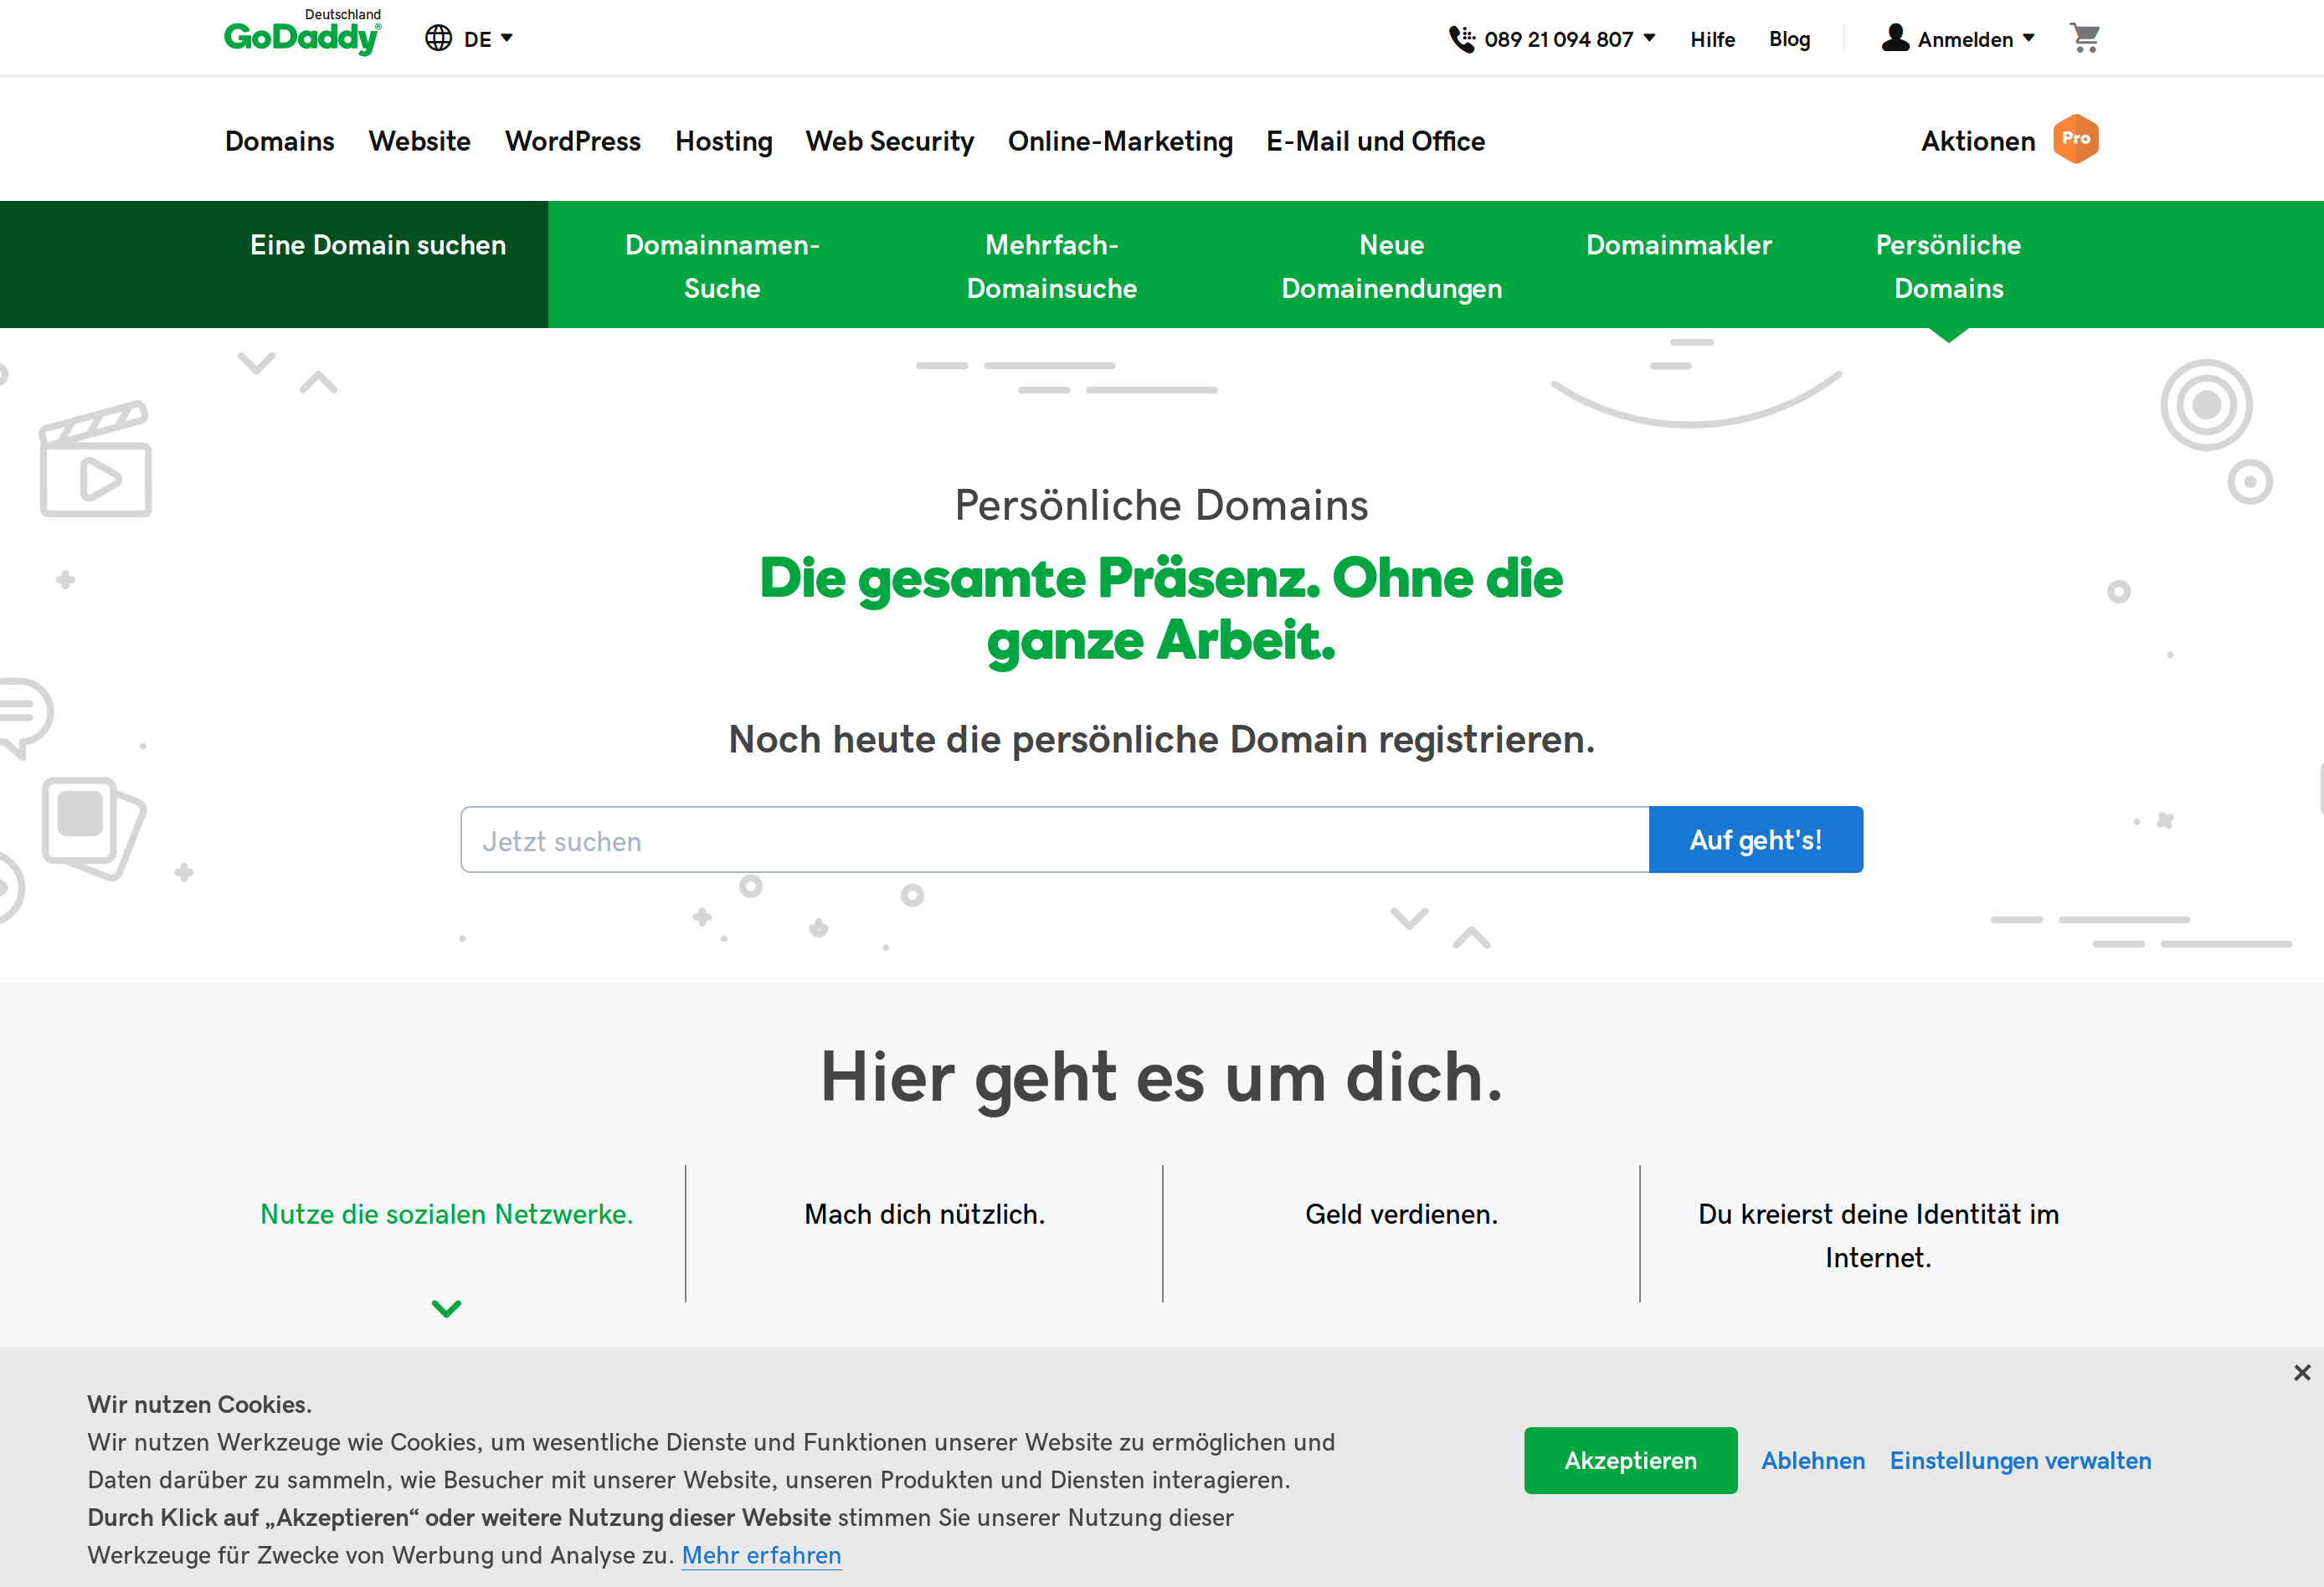 Deutschland
GoDaddy®
DE
089 21 094 807
Hilfe
Blog
Anmelden
Domains
Website
WordPress
Hosting
Web Security
Online-Marketing
E-Mail und Office
Aktionen
Pro
Eine Domain suchen
Domainnamen-
Suche
Mehrfach-
Domainsuche
Neue
Domainendungen
Domainmakler
Persönliche
Domains
Persönliche Domains
Die gesamte Präsenz. Ohne die
ganze Arbeit.
Noch heute die persönliche Domain registrieren.
Jetzt suchen
Auf geht's!
Hier geht es um dich.
Nutze die sozialen Netzwerke.
Mach dich nützlich.
Geld verdienen.
Du kreierst deine Identität im
Internet.
Wir nutzen Cookies.
Wir nutzen Werkzeuge wie Cookies, um wesentliche Dienste und Funktionen unserer Website zu ermöglichen und
Daten darüber zu sammeln, wie Besucher mit unserer Website, unseren Produkten und Diensten interagieren.
Durch Klick auf „Akzeptieren“ oder weitere Nutzung dieser Website stimmen Sie unserer Nutzung dieser
Werkzeuge für Zwecke von Werbung und Analyse zu. Mehr erfahren
Akzeptieren
Ablehnen
Einstellungen verwalten